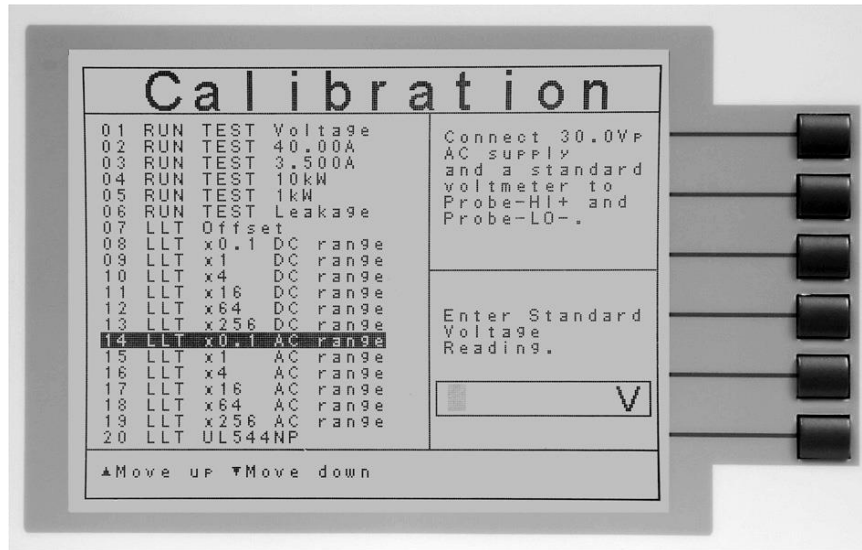 Calibration
01 RUN TEST Voltage
02 RUN TEST 40.00A
03 RUN TEST 3.500A
04 RUN TEST 10kW
05 RUN TEST 1kW
06 RUN TEST Leakage
07 LLT Offset
08 LLT x0.1 DC range
09 LLT x1 DC range
10 LLT x4 DC range
11 LLT x16 DC range
12 LLT x64 DC range
13 LLT x256 DC range
14 LLT x0.1 AC range
15 LLT x1 AC range
16 LLT x4 AC range
17 LLT x16 AC range
18 LLT x64 AC range
19 LLT x256 AC range
20 LLT UL544NP
Connect 30.0Vp
AC supply
and a standard
voltmeter to
Probe-HI+ and
Probe-LO-.
Enter Standard
Voltage
Reading.
V
▲Move up ▼Move down